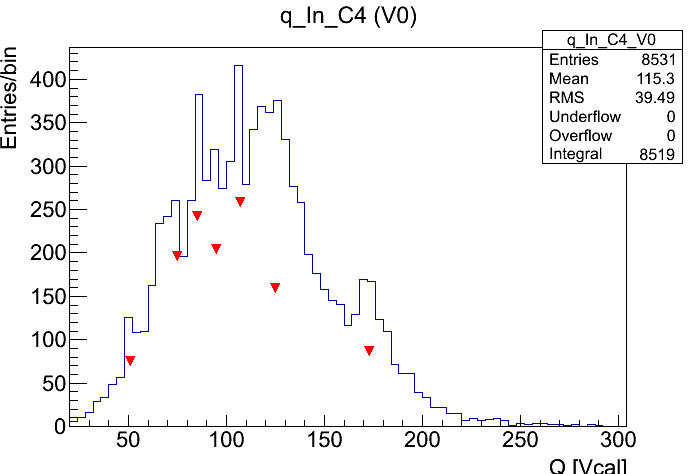 q_In_C4 (V0)
q_In_C4_V0
Entries 8531
Mean 115.3
RMS 39.49
Underflow 0
Overflow 0
Integral 8519
Entries/bin
400
350
300
250
200
150
100
50
0
50 100 150 200 250 300
Q [Vcal]